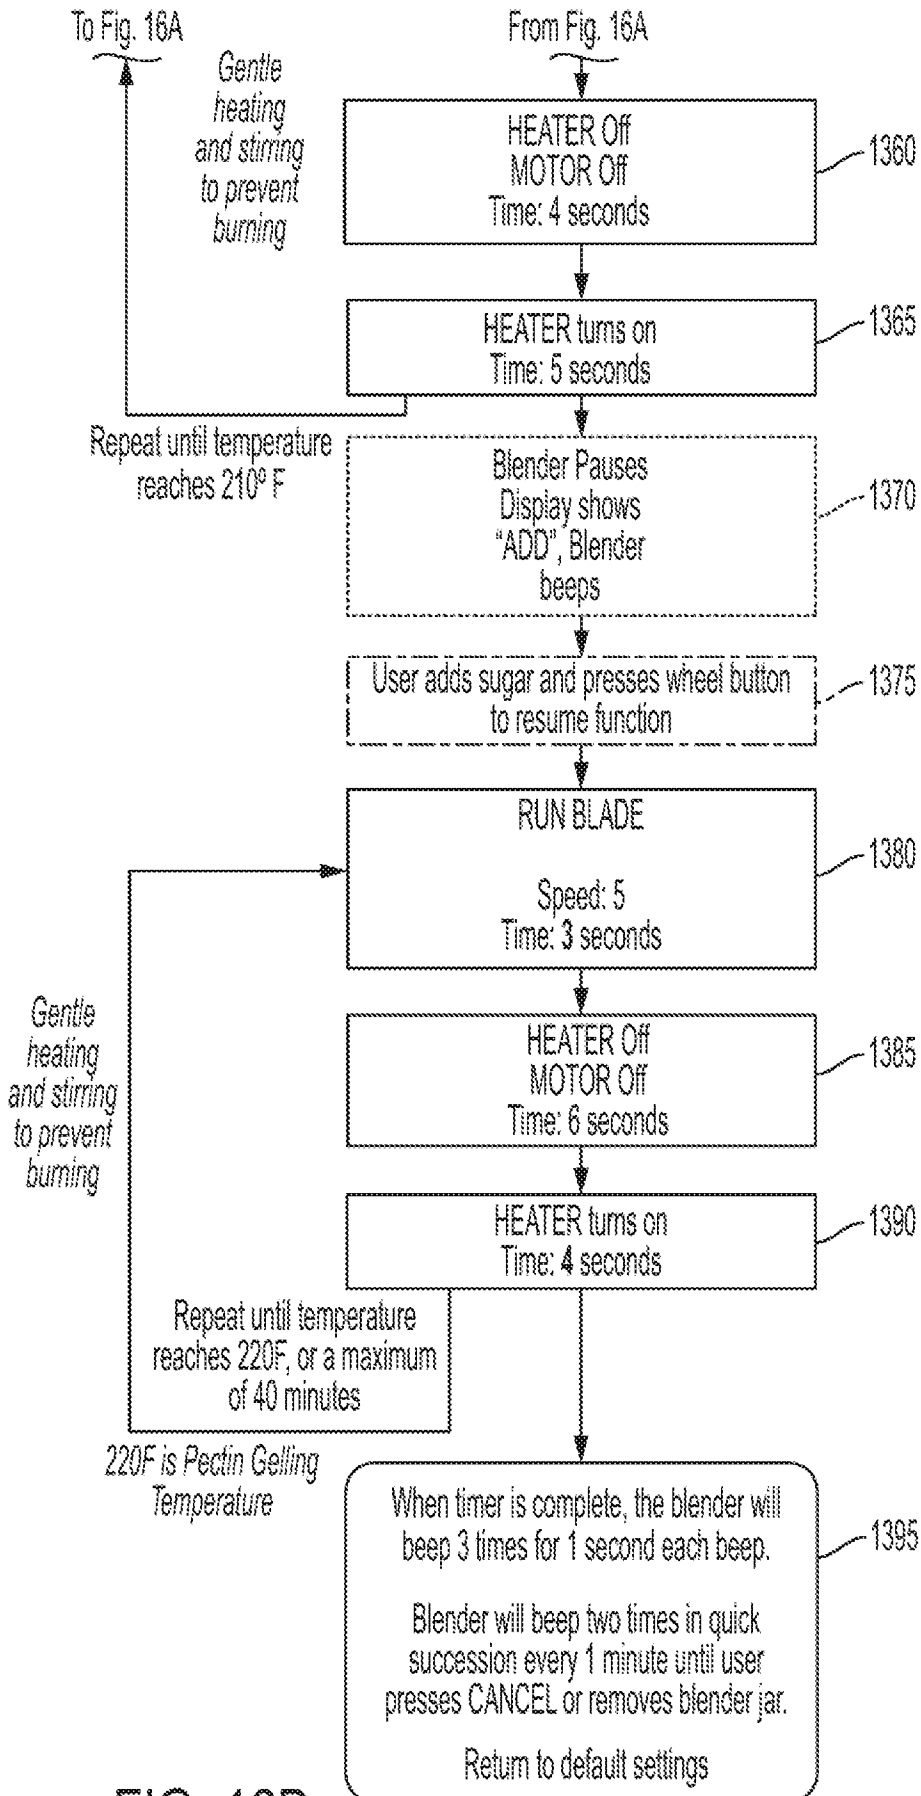 To Fig. 16A
From Fig. 16A
Gentle
heating
and stirring
to prevent
burning
HEATER Off
MOTOR Off
Time: 4 seconds
1360
HEATER turns on
Time: 5 seconds
1365
Repeat until temperature
reaches 210º F
Blender Pauses
Display shows
"ADD", Blender
beeps
1370
User adds sugar and presses wheel button
to resume function
1375
RUN BLADE
Speed: 5
Time: 3 seconds
1380
Gentle
heating
and stirring
to prevent
burning
HEATER Off
MOTOR Off
Time: 6 seconds
1385
HEATER turns on
Time: 4 seconds
1390
Repeat until temperature
reaches 220F, or a maximum
of 40 minutes
220F is Pectin Gelling
Temperature
When timer is complete, the blender will
beep 3 times for 1 second each beep.
1395
Blender will beep two times in quick
succession every 1 minute until user
presses CANCEL or removes blender jar.
Return to default settings